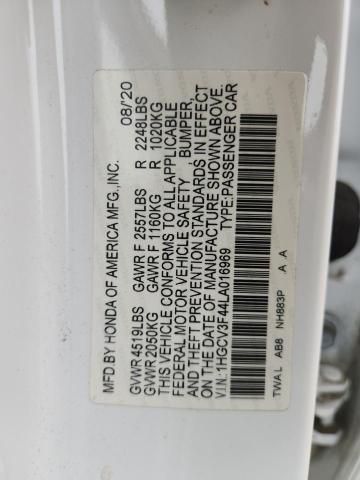 MFD.BY HONDA OF AMERICA MFG.,INC. 08/'20
GVWR 4519LBS GAWR F 2557LBS R 2248LBS
GVWR 2050KG GAWR F 1160KG R 1020KG
THIS VEHICLE CONFORMS TO ALL APPLICABLE
FEDERAL MOTOR VEHICLE SAFETY , BUMPER,
AND THEFT PREVENTION STANDARDS IN EFFECT
ON THE DATE OF MANUFACTURE SHOWN ABOVE.
V.I.N.:1HGCV3F44LA016969 TYPE:PASSENGER CAR
TWAL AB8 NH883P A A